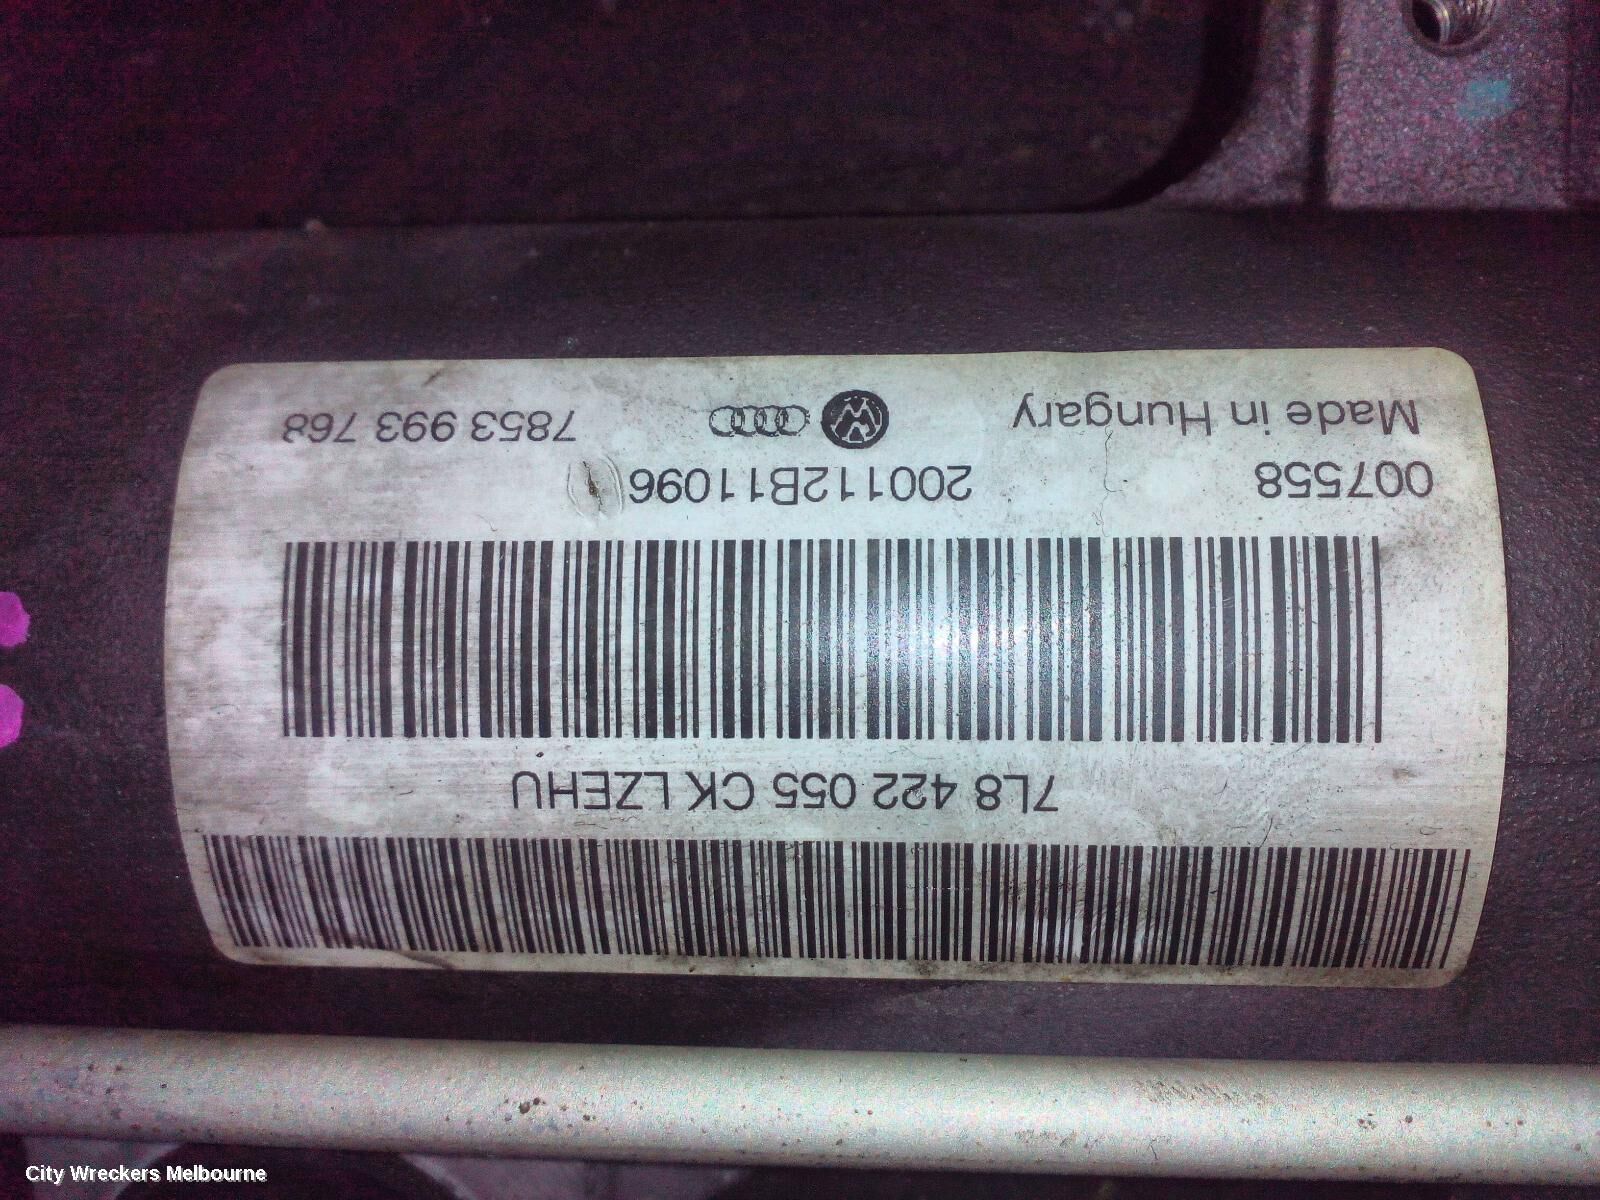 7L8 422 055 CK LZEHU
007558 200112B11096
Made in Hungary 7853 993 768
City Wreckers Melbourne